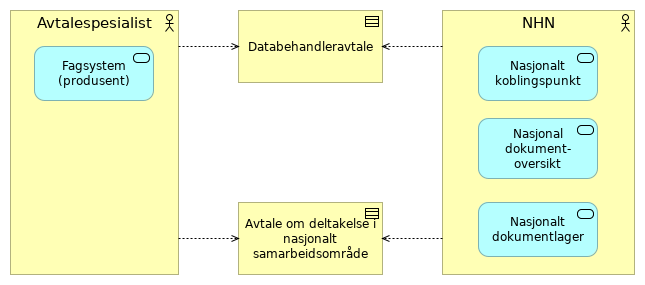 Avtalespesialist
Fagsystem
(produsent)
Databehandleravtale
Avtale om deltakelse i
nasjonalt
samarbeidsområde
NHN
Nasjonalt
koblingspunkt
Nasjonal
dokument-
oversikt
Nasjonalt
dokumentlager